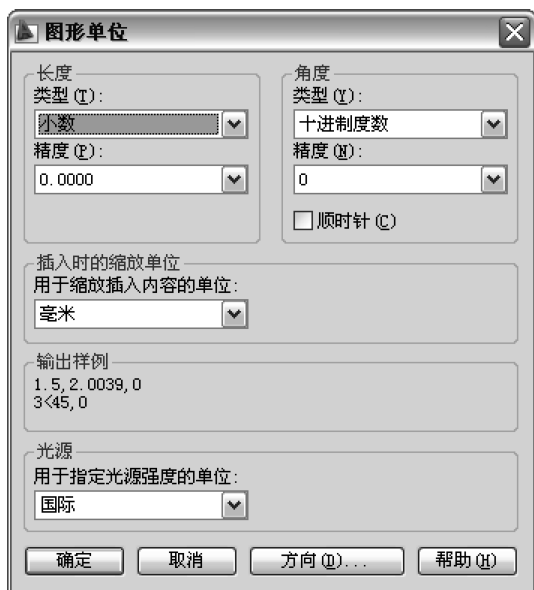 图形单位
长度
类型(T):
小数
精度(P):
0.0000
角度
类型(Y):
十进制度数
精度(N):
0
顺时针(C)
插入时的缩放单位
用于缩放插入内容的单位:
毫米
输出样例
1.5,2.0039,0
3<45,0
光源
用于指定光源强度的单位:
国际
确定 取消 方向(D)... 帮助(H)